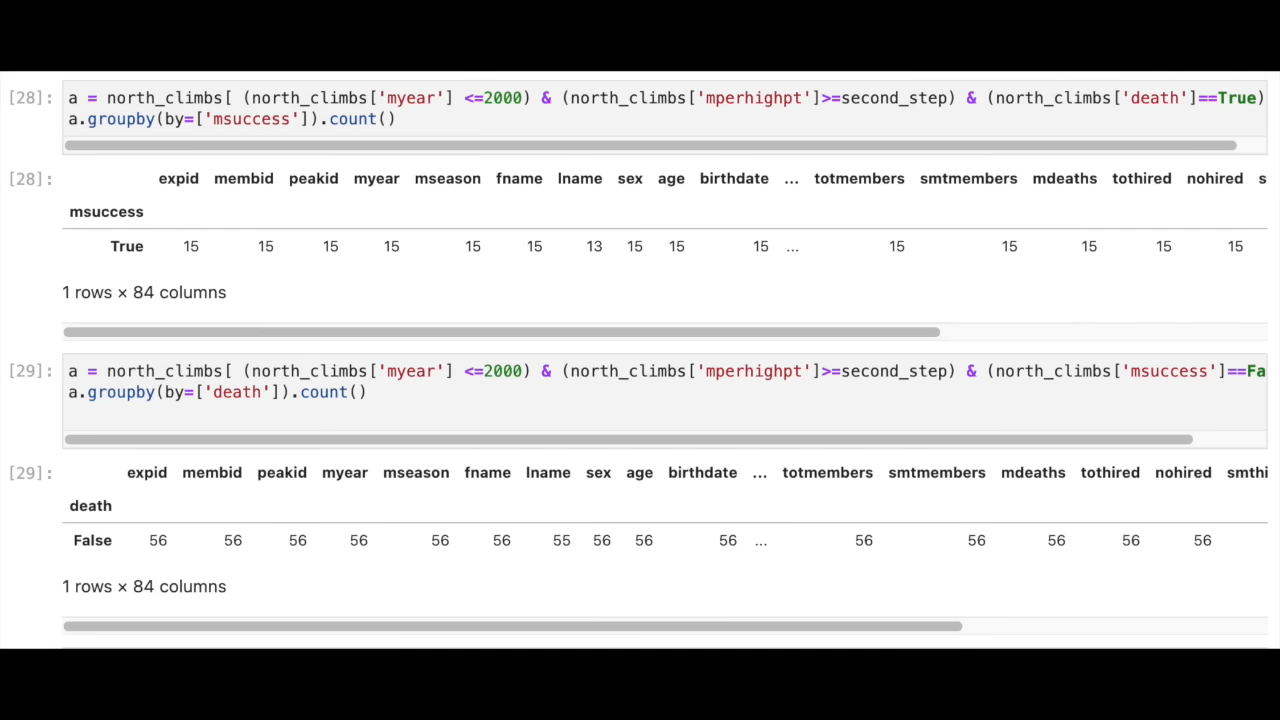 [28]: a = north_climbs[ (north_climbs['myear'] <=2000) & (north_climbs['mperhighpt']>=second_step) & (north_climbs['death']==True)
a.groupby(by=['msuccess']).count()
[28]: expid membid peakid myear mseason fname lname sex age birthdate ... totmembers smtmembers mdeaths tothired nohired s
msuccess
True 15 15 15 15 15 15 13 15 15 15 ... 15 15 15 15 15
1 rows × 84 columns
[29]: a = north_climbs[ (north_climbs['myear'] <=2000) & (north_climbs['mperhighpt']>=second_step) & (north_climbs['msuccess']==Fa
a.groupby(by=['death']).count()
[29]: expid membid peakid myear mseason fname lname sex age birthdate ... totmembers smtmembers mdeaths tothired nohired smthi
death
False 56 56 56 56 56 56 55 56 56 56 ... 56 56 56 56 56
1 rows × 84 columns